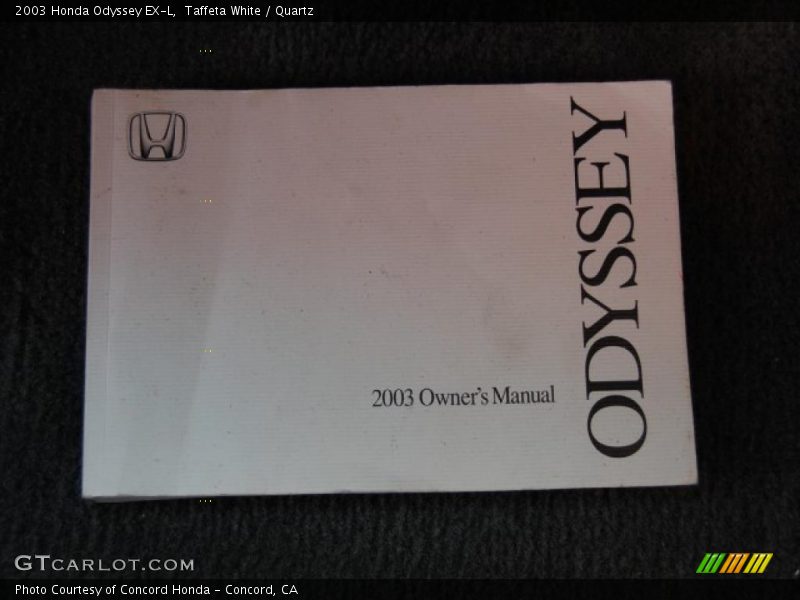 2003 Honda Odyssey EX-L,  Taffeta White / Quartz
ODYSSEY
2003 Owner's Manual
GTCARLOT.COM
Photo Courtesy of Concord Honda - Concord, CA